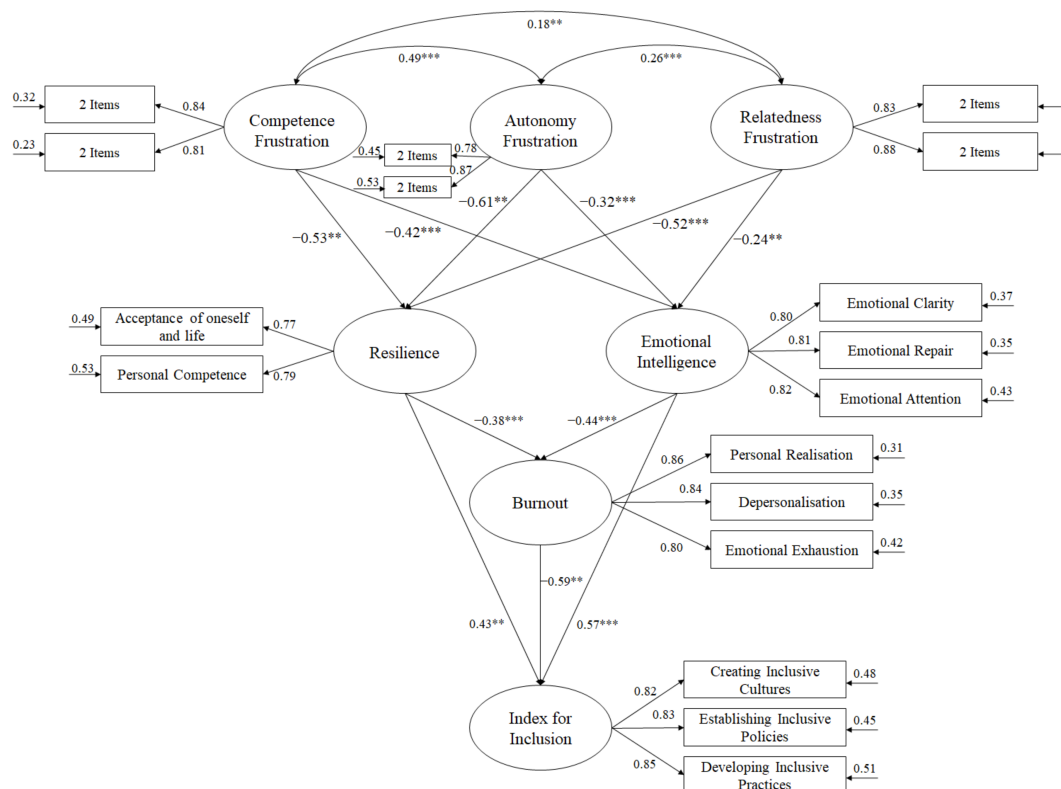 0.18**
0.49***
0.26***
0.32
2 Items
0.84
Competence
Frustration
Autonomy
Frustration
Relatedness
Frustration
0.83
2 Items
0.23
2 Items
0.81
0.45
2 Items
0.78
0.88
2 Items
0.53
2 Items
0.87
−0.61**
−0.32***
−0.53**
−0.42***
−0.52***
−0.24**
0.49
Acceptance of oneself
and life
0.77
Resilience
Emotional
Intelligence
0.80
Emotional Clarity
0.37
0.81
Emotional Repair
0.35
0.53
Personal Competence
0.79
0.82
Emotional Attention
0.43
−0.38***
−0.44***
Burnout
0.86
Personal Realisation
0.31
0.84
Depersonalisation
0.35
0.80
Emotional Exhaustion
0.42
−0.59**
0.43**
0.57***
Index for
Inclusion
0.82
Creating Inclusive
Cultures
0.48
0.83
Establishing Inclusive
Policies
0.45
0.85
Developing Inclusive
Practices
0.51